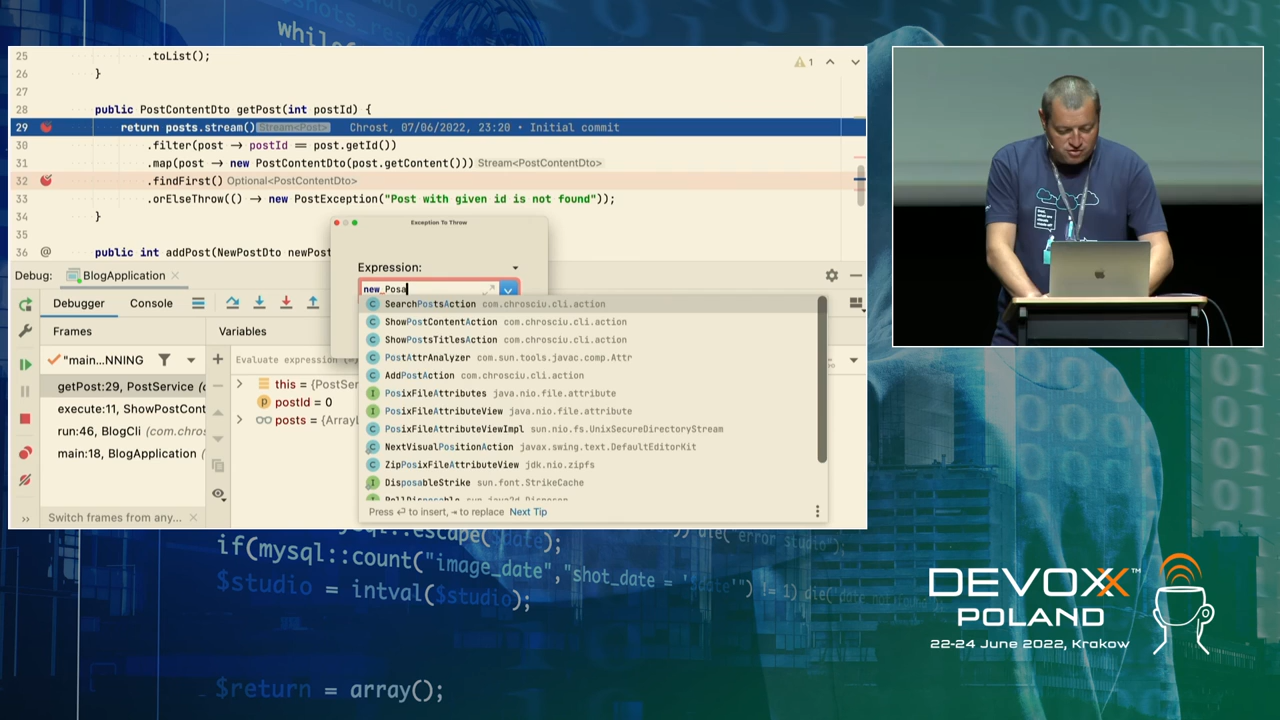 shots_res
while
25 .toList();
26 }
27
28 public PostContentDto getPost(int postId) {
29 return posts.stream() Stream<Post> Chrost, 07/06/2022, 23:20 • Initial commit
30 .filter(post → postId == post.getId())
31 .map(post → new PostContentDto(post.getContent())) Stream<PostContentDto>
32 .findFirst() Optional<PostContentDto>
33 .orElseThrow(() → new PostException("Post with given id is not found"));
34 }
35
36 @ public int addPost(NewPostDto newPost
1
Exception To Throw
Expression:
new Posa
Debug: BlogApplication
Debugger Console
Frames
Variables
"main...NNING
Evaluate expression
getPost:29, PostService
execute:11, ShowPostCont
run:46, BlogCli (com.chros
main:18, BlogApplication
this = {PostSer
postId = 0
posts = {ArrayL
Switch frames from any...
SearchPostsAction com.chrosciu.cli.action
ShowPostContentAction com.chrosciu.cli.action
ShowPostsTitlesAction com.chrosciu.cli.action
PostAttrAnalyzer com.sun.tools.javac.comp.Attr
AddPostAction com.chrosciu.cli.action
PosixFileAttributes java.nio.file.attribute
PosixFileAttributeView java.nio.file.attribute
PosixFileAttributeViewImpl sun.nio.fs.UnixSecureDirectoryStream
NextVisualPositionAction javax.swing.text.DefaultEditorKit
ZipPosixFileAttributeView jdk.nio.zipfs
DisposableStrike sun.font.StrikeCache
Press ⏎ to insert, ⇥ to replace Next Tip
if(mysql::count("image_date","shot_date = '$date'") != 1) die(
$studio = intval($studio);
$return = array();
DEVOXX™
POLAND
22-24 June 2022, Krakow